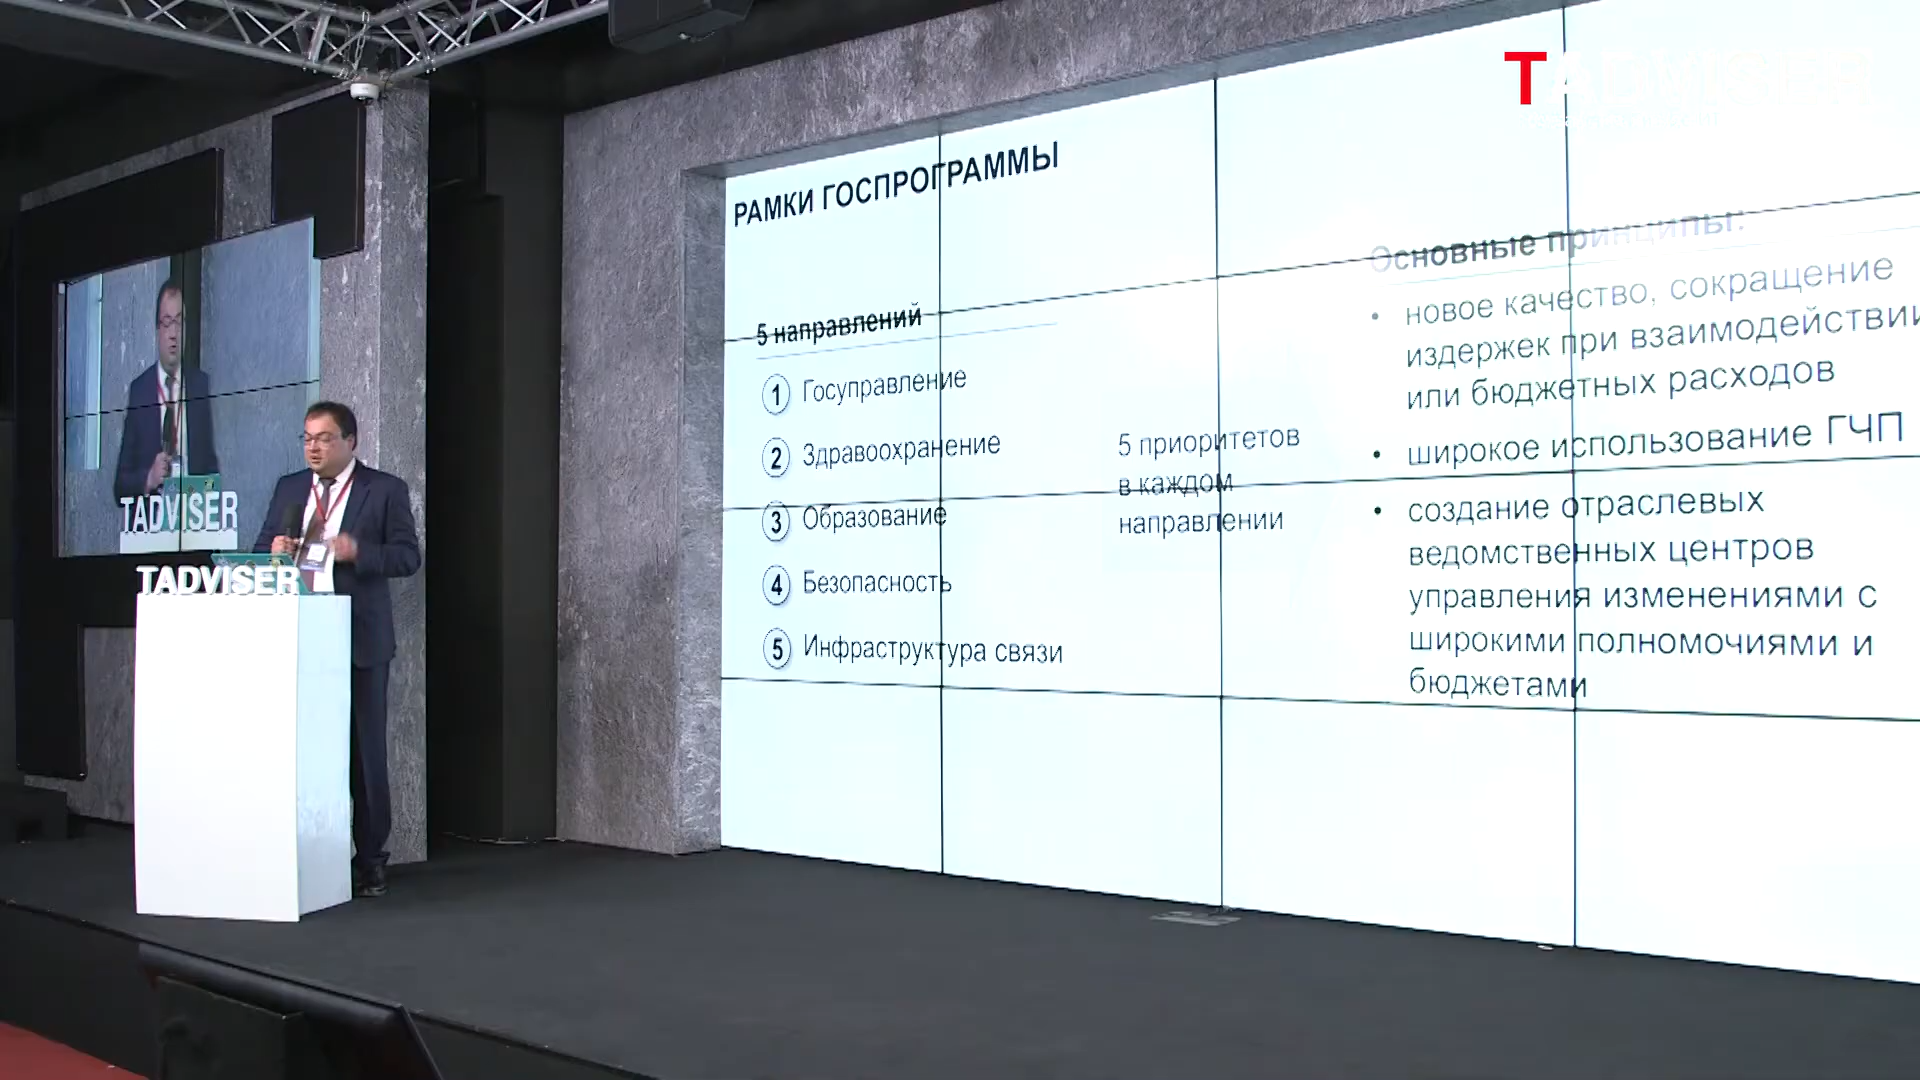 TADVISER
РАМКИ ГОСПРОГРАММЫ
5 направлений
1 Госуправление
2 Здравоохранение
3 Образование
4 Безопасность
5 Инфраструктура связи
5 приоритетов
в каждом
направлении
Основные принципы:
• новое качество, сокращение
издержек при взаимодействии
или бюджетных расходов
• широкое использование ГЧП
• создание отраслевых
ведомственных центров
управления изменениями с
широкими полномочиями и
бюджетами
TADVISER
TADVISER